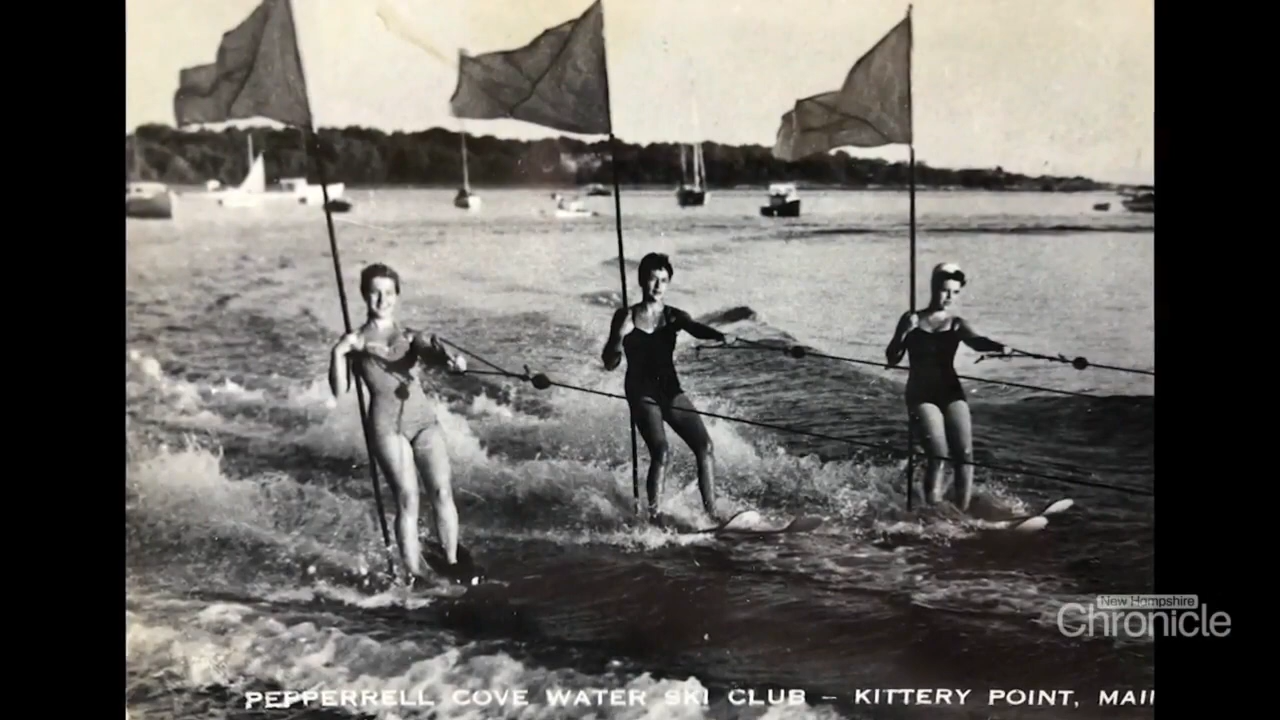 New Hampshire
Chronicle
PEPPERRELL COVE WATER SKI CLUB – KITTERY POINT, MAI